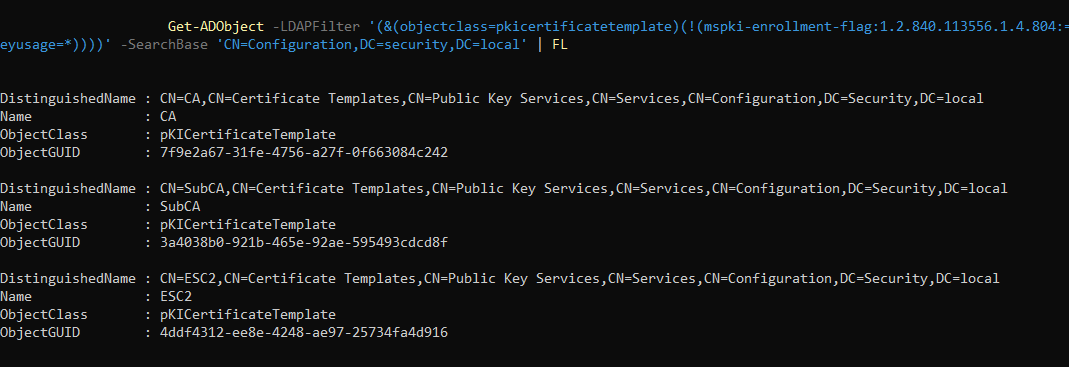 Get-ADObject -LDAPFilter '(&(objectclass=pkicertificatetemplate)(!(mspki-enrollment-flag:1.2.840.113556.1.4.804:=
eyusage=*))))' -SearchBase 'CN=Configuration,DC=security,DC=local' | FL
DistinguishedName : CN=CA,CN=Certificate Templates,CN=Public Key Services,CN=Services,CN=Configuration,DC=Security,DC=local
Name : CA
ObjectClass : pKICertificateTemplate
ObjectGUID : 7f9e2a67-31fe-4756-a27f-0f663084c242
DistinguishedName : CN=SubCA,CN=Certificate Templates,CN=Public Key Services,CN=Services,CN=Configuration,DC=Security,DC=local
Name : SubCA
ObjectClass : pKICertificateTemplate
ObjectGUID : 3a4038b0-921b-465e-92ae-595493cdcd8f
DistinguishedName : CN=ESC2,CN=Certificate Templates,CN=Public Key Services,CN=Services,CN=Configuration,DC=Security,DC=local
Name : ESC2
ObjectClass : pKICertificateTemplate
ObjectGUID : 4ddf4312-ee8e-4248-ae97-25734fa4d916